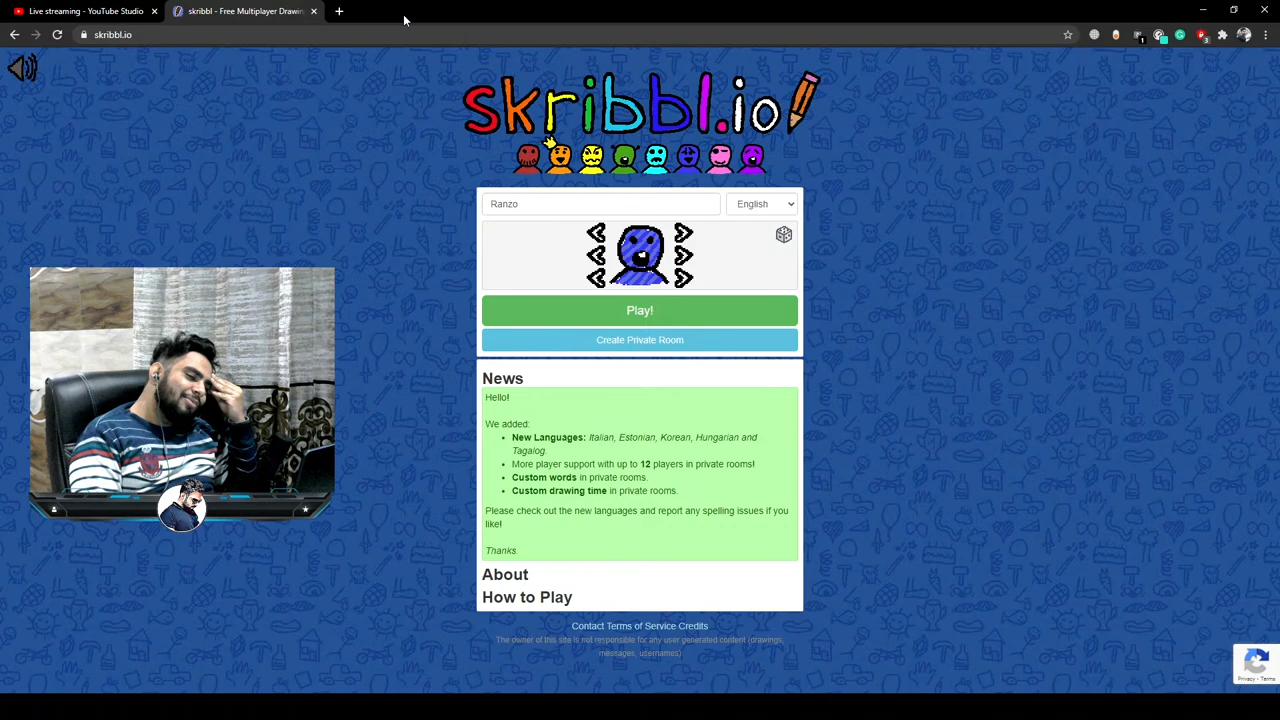 Live streaming - YouTube Studio
skribbl - Free Multiplayer Drawin
skribbl.io
1
3
skribbl.io
Ranzo
English
Play!
Create Private Room
News
Hello!
We added:
New Languages: Italian, Estonian, Korean, Hungarian and
Tagalog.
More player support with up to 12 players in private rooms!
Custom words in private rooms.
Custom drawing time in private rooms.
Please check out the new languages and report any spelling issues if you
like!
Thanks.
About
How to Play
Contact Terms of Service Credits
The owner of this site is not responsible for any user generated content (drawings,
messages, usernames)
Privacy - Terms